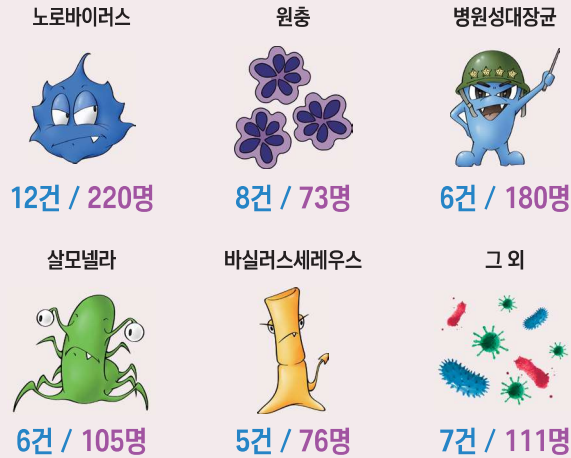 노로바이러스
원충
병원성대장균
12건 / 220명
8건 / 73명
6건 / 180명
살모넬라
바실러스세레우스
그 외
6건 / 105명
5건 / 76명
7건 / 111명